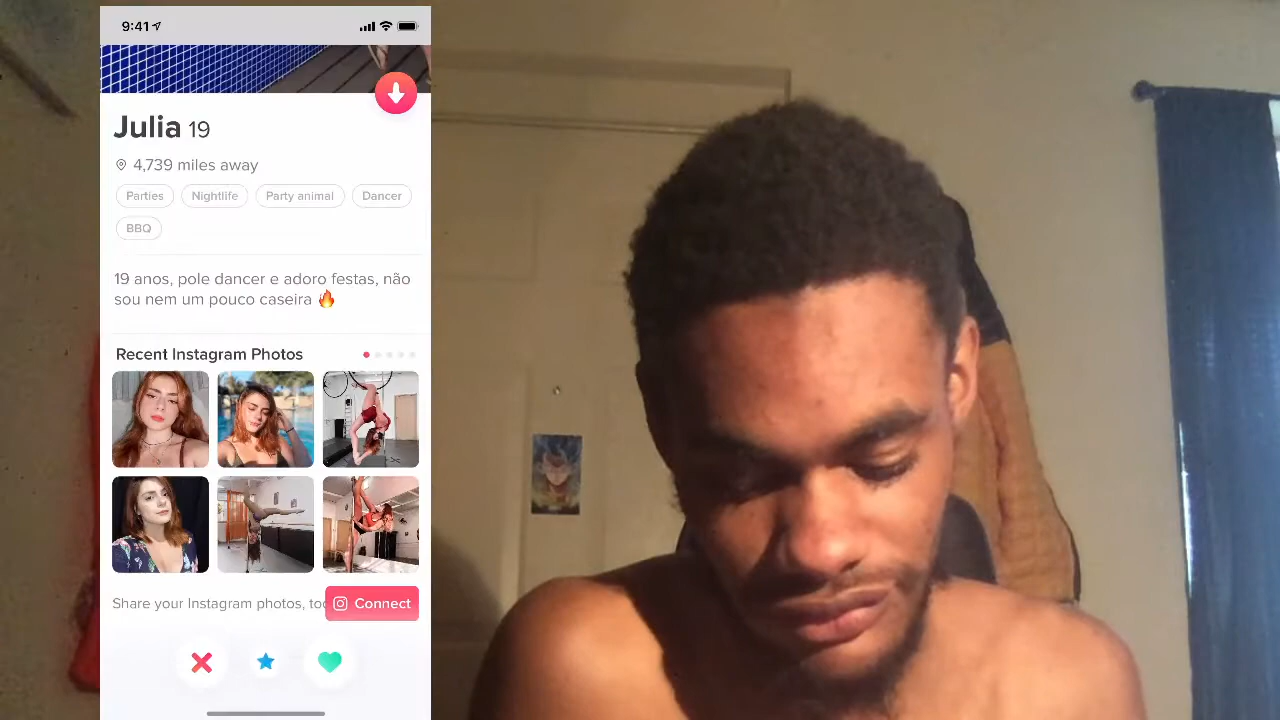 9:41
Julia 19
4,739 miles away
Parties Nightlife Party animal Dancer
BBQ
19 anos, pole dancer e adoro festas, não
sou nem um pouco caseira 🔥
Recent Instagram Photos
Share your Instagram photos, too
Connect